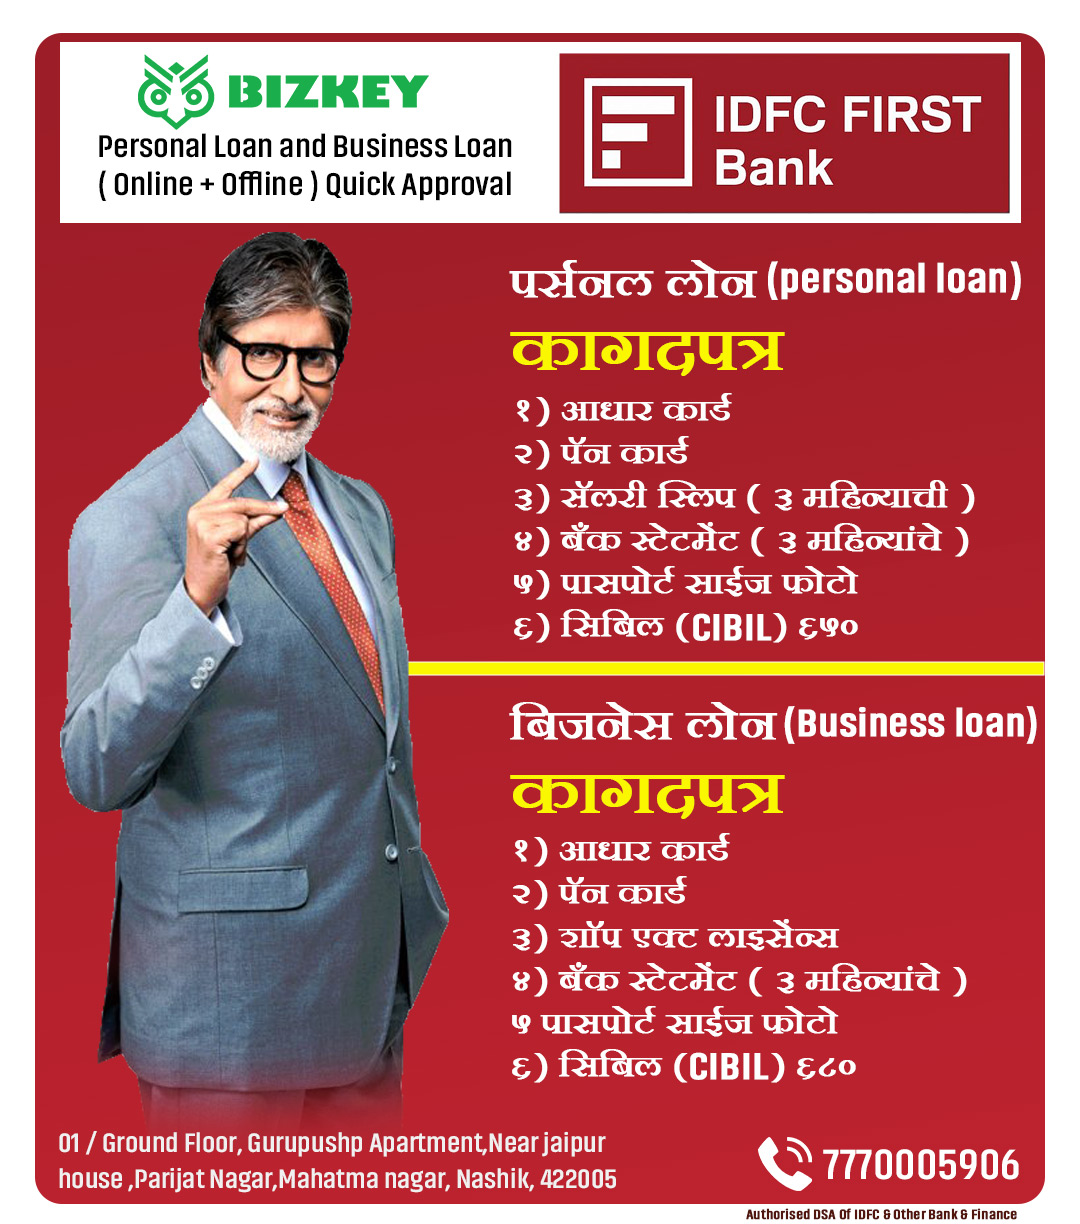 BIZKEY
Personal Loan and Business Loan
( Online + Offline ) Quick Approval
IDFC FIRST
Bank
पर्सनल लोन (personal loan)
कागदपत्र
१) आधार कार्ड
२) पॅन कार्ड
३) सॅलरी स्लिप ( ३ महिन्याची )
४) बँक स्टेटमेंट ( ३ महिन्यांचे )
५) पासपोर्ट साईज फोटो
६) सिबिल (CIBIL) ६५०
बिजनेस लोन (Business loan)
कागदपत्र
१) आधार कार्ड
२) पॅन कार्ड
३) शॉप एक्ट लाइसेंन्स
४) बँक स्टेटमेंट ( ३ महिन्यांचे )
५ पासपोर्ट साईज फोटो
६) सिबिल (CIBIL) ६८०
01 / Ground Floor, Gurupushp Apartment,Near jaipur
house ,Parijat Nagar,Mahatma nagar, Nashik, 422005
7770005906
Authorised DSA Of IDFC & Other Bank & Finance